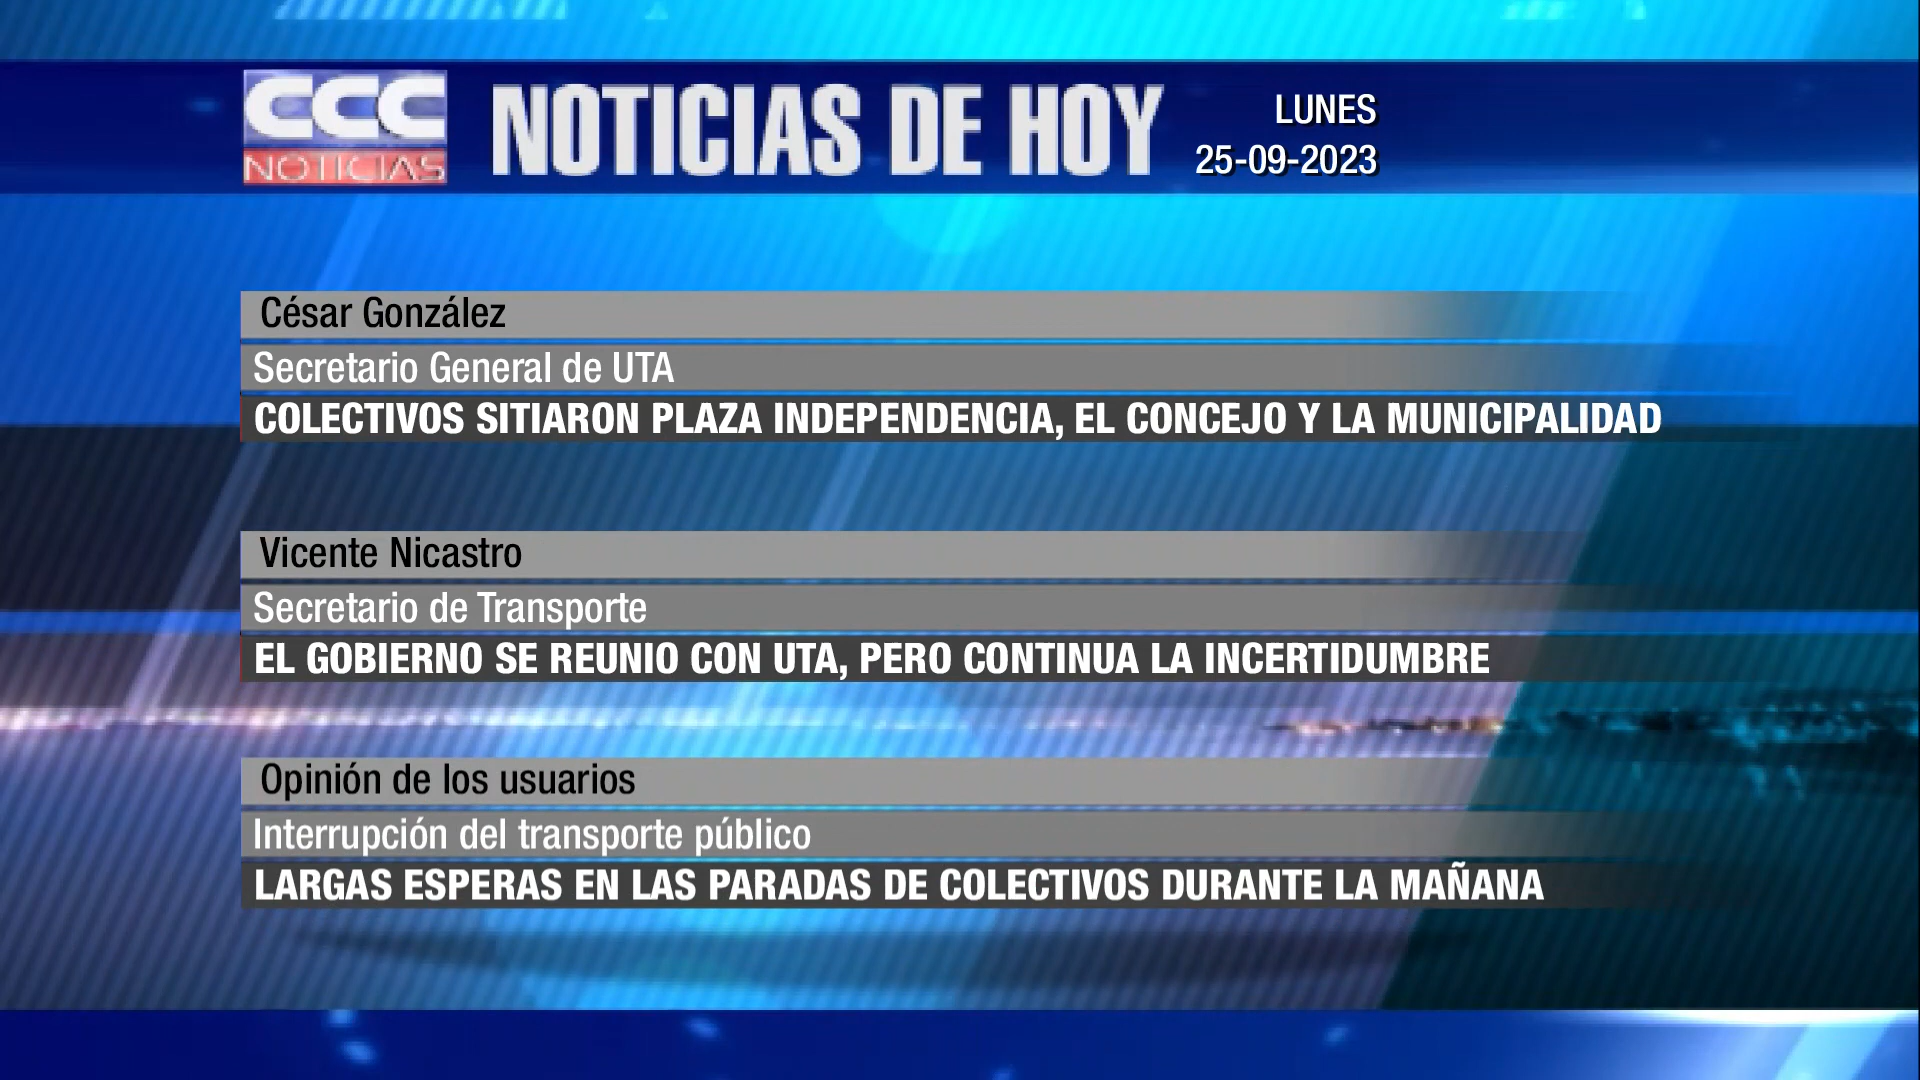 CCC
NOTICIAS
NOTICIAS DE HOY
LUNES
25-09-2023
César González
Secretario General de UTA
COLECTIVOS SITIARON PLAZA INDEPENDENCIA, EL CONCEJO Y LA MUNICIPALIDAD
Vicente Nicastro
Secretario de Transporte
EL GOBIERNO SE REUNIO CON UTA, PERO CONTINUA LA INCERTIDUMBRE
Opinión de los usuarios
Interrupción del transporte público
LARGAS ESPERAS EN LAS PARADAS DE COLECTIVOS DURANTE LA MAÑANA